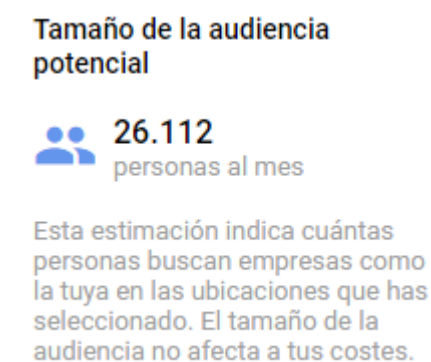 Tamaño de la audiencia
potencial
26.112
personas al mes
Esta estimación indica cuántas
personas buscan empresas como
la tuya en las ubicaciones que has
seleccionado. El tamaño de la
audiencia no afecta a tus costes.